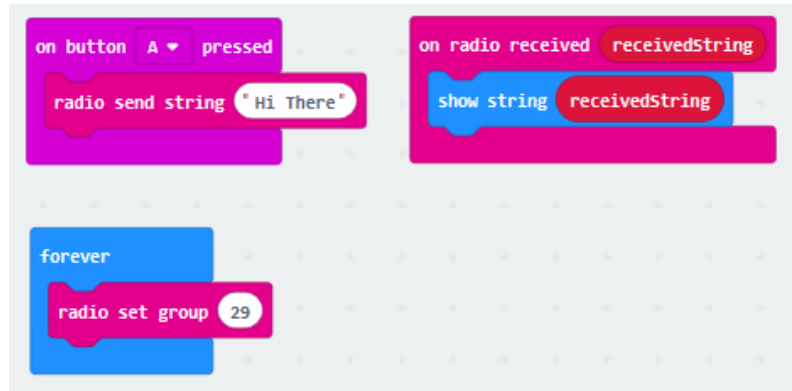 on button A pressed
radio send string "Hi There"
on radio received receivedString
show string receivedString
forever
radio set group 29